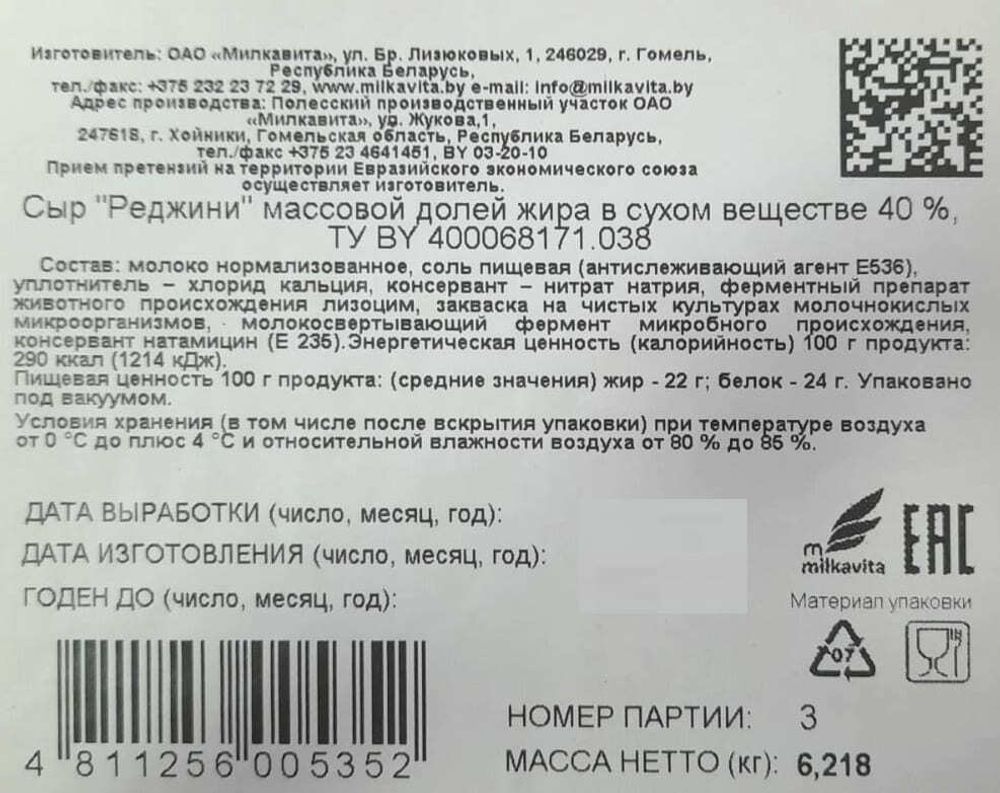 Изготовитель: ОАО «Милкавита», ул. Бр. Лизюковых, 1, 246029, г. Гомель,
Республика Беларусь,
тел./факс: +375 232 23 72 29, www.milkavita.by e-mail: Info@milkavita.by
Адрес производства: Полесский производственный участок ОАО
«Милкавита», ул. Жукова,1,
247618, г. Хойники, Гомельская область, Республика Беларусь,
тел./факс +375 23 4641451, BY 03-20-10
Прием претензий на территории Евразийского экономического союза
осуществляет изготовитель.
Сыр "Реджини" массовой долей жира в сухом веществе 40 %,
ТУ BY 400068171.038
Состав: молоко нормализованное, соль пищевая (антислеживающий агент Е536),
уплотнитель – хлорид кальция, консервант – нитрат натрия, ферментный препарат
животного происхождения лизоцим, закваска на чистых культурах молочнокислых
микроорганизмов, молокосвертывающий фермент микробного происхождения,
консервант натамицин (Е 235).Энергетическая ценность (калорийность) 100 г продукта:
290 ккал (1214 кДж).
Пищевая ценность 100 г продукта: (средние значения) жир - 22 г; белок - 24 г. Упаковано
под вакуумом.
Условия хранения (в том числе после вскрытия упаковки) при температуре воздуха
от 0 °С до плюс 4 °С и относительной влажности воздуха от 80 % до 85 %.
ДАТА ВЫРАБОТКИ (число, месяц, год):
ДАТА ИЗГОТОВЛЕНИЯ (число, месяц, год):
ГОДЕН ДО (число, месяц, год):
m
milkavita
EAC
Материал упаковки
07
НОМЕР ПАРТИИ: 3
МАССА НЕТТО (кг): 6,218
4 811256 005352